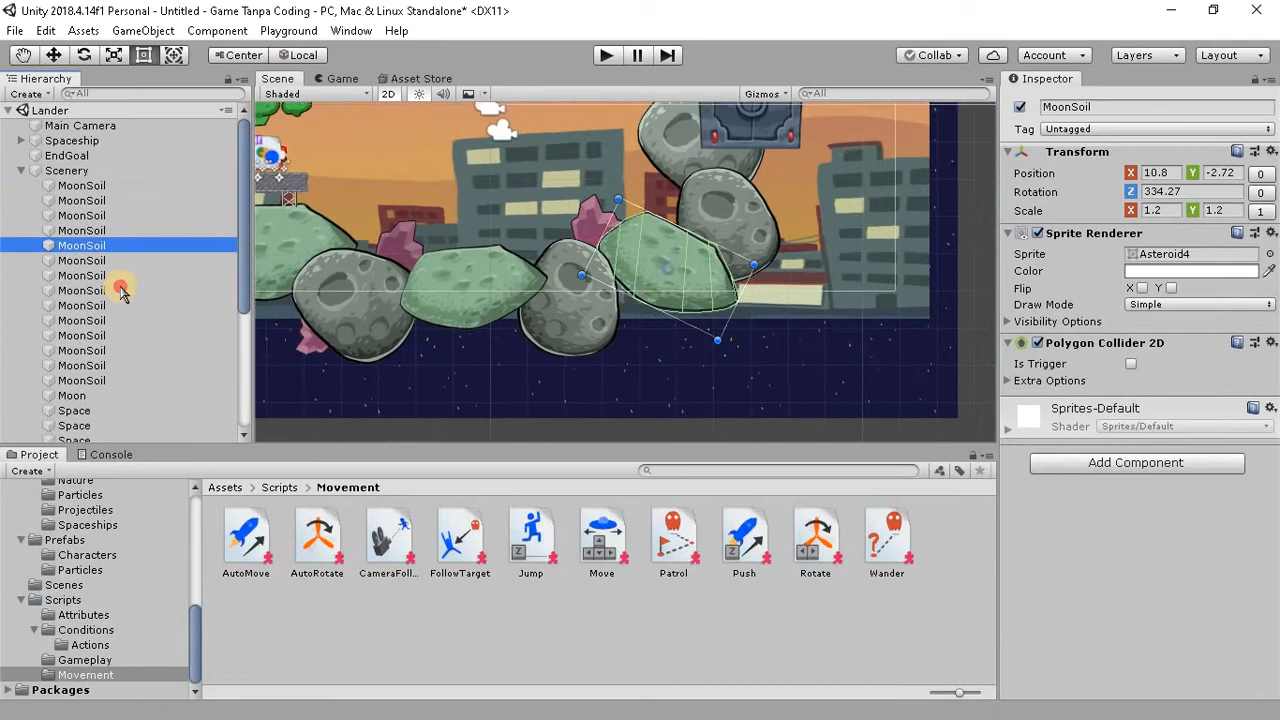 Unity 2018.4.14f1 Personal - Untitled - Game Tanpa Coding - PC, Mac & Linux Standalone* <DX11>
File Edit Assets GameObject Component Playground Window Help
Center Local Collab Account Layers Layout
Hierarchy Scene Game Asset Store Inspector
Create All Shaded 2D Gizmos All
Lander
Main Camera
Spaceship
EndGoal
Scenery
MoonSoil
MoonSoil
MoonSoil
MoonSoil
MoonSoil
MoonSoil
MoonSoil
MoonSoil
MoonSoil
MoonSoil
MoonSoil
MoonSoil
MoonSoil
MoonSoil
Moon
Space
Space
Space
MoonSoil
Tag Untagged
Transform
Position X 10.8 Y -2.72 0
Rotation Z 334.27 0
Scale X 1.2 Y 1.2 1
Sprite Renderer
Sprite Asteroid4
Color
Flip X Y
Draw Mode Simple
Visibility Options
Polygon Collider 2D
Is Trigger
Extra Options
Sprites-Default
Shader Sprites/Default
Add Component
Project Console
Create
Nature
Particles
Projectiles
Spaceships
Prefabs
Characters
Particles
Scenes
Scripts
Attributes
Conditions
Actions
Gameplay
Movement
Packages
Assets Scripts Movement
Z Z
AutoMove AutoRotate CameraFoll... FollowTarget Jump Move Patrol Push Rotate Wander